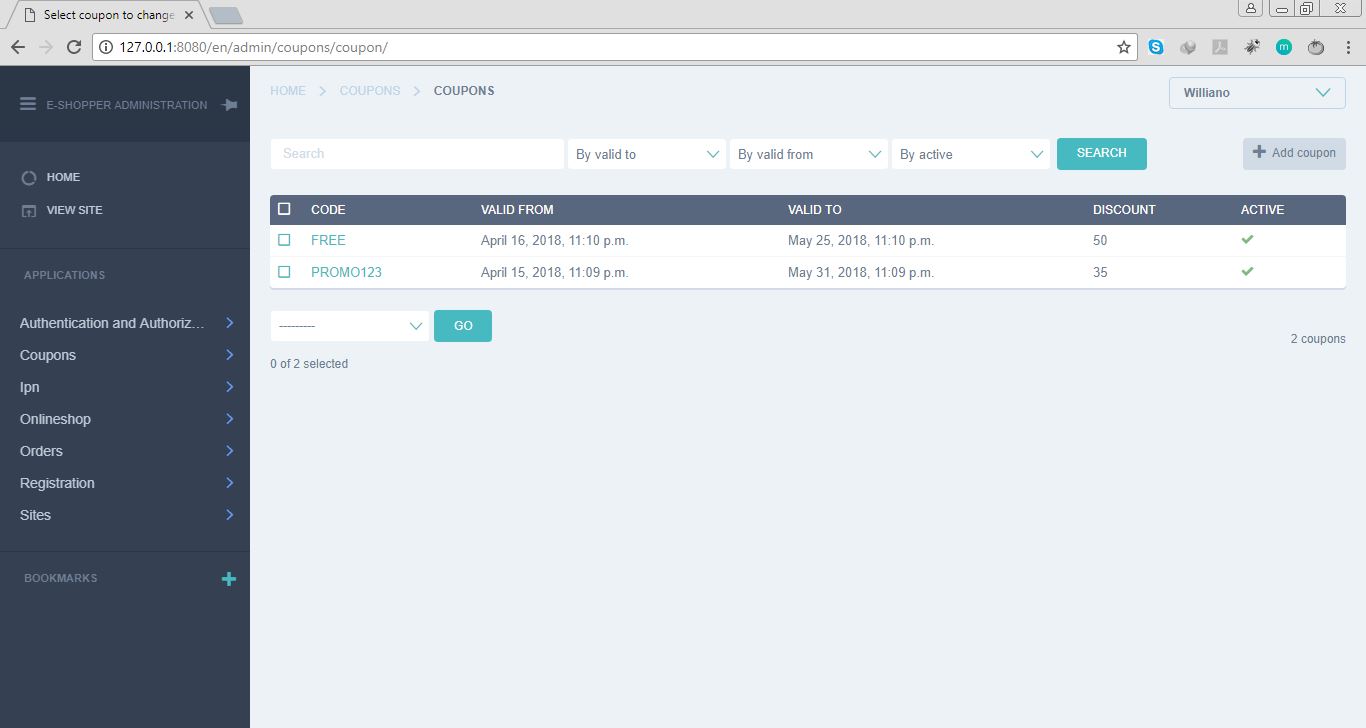 Select coupon to change
127.0.0.1:8080/en/admin/coupons/coupon/
m
E-SHOPPER ADMINISTRATION
HOME
VIEW SITE
APPLICATIONS
Authentication and Authoriz...
Coupons
Ipn
Onlineshop
Orders
Registration
Sites
BOOKMARKS
HOME COUPONS COUPONS
Williano
Search By valid to By valid from By active SEARCH Add coupon
CODE VALID FROM VALID TO DISCOUNT ACTIVE
FREE April 16, 2018, 11:10 p.m. May 25, 2018, 11:10 p.m. 50
PROMO123 April 15, 2018, 11:09 p.m. May 31, 2018, 11:09 p.m. 35
--------- GO
2 coupons
0 of 2 selected